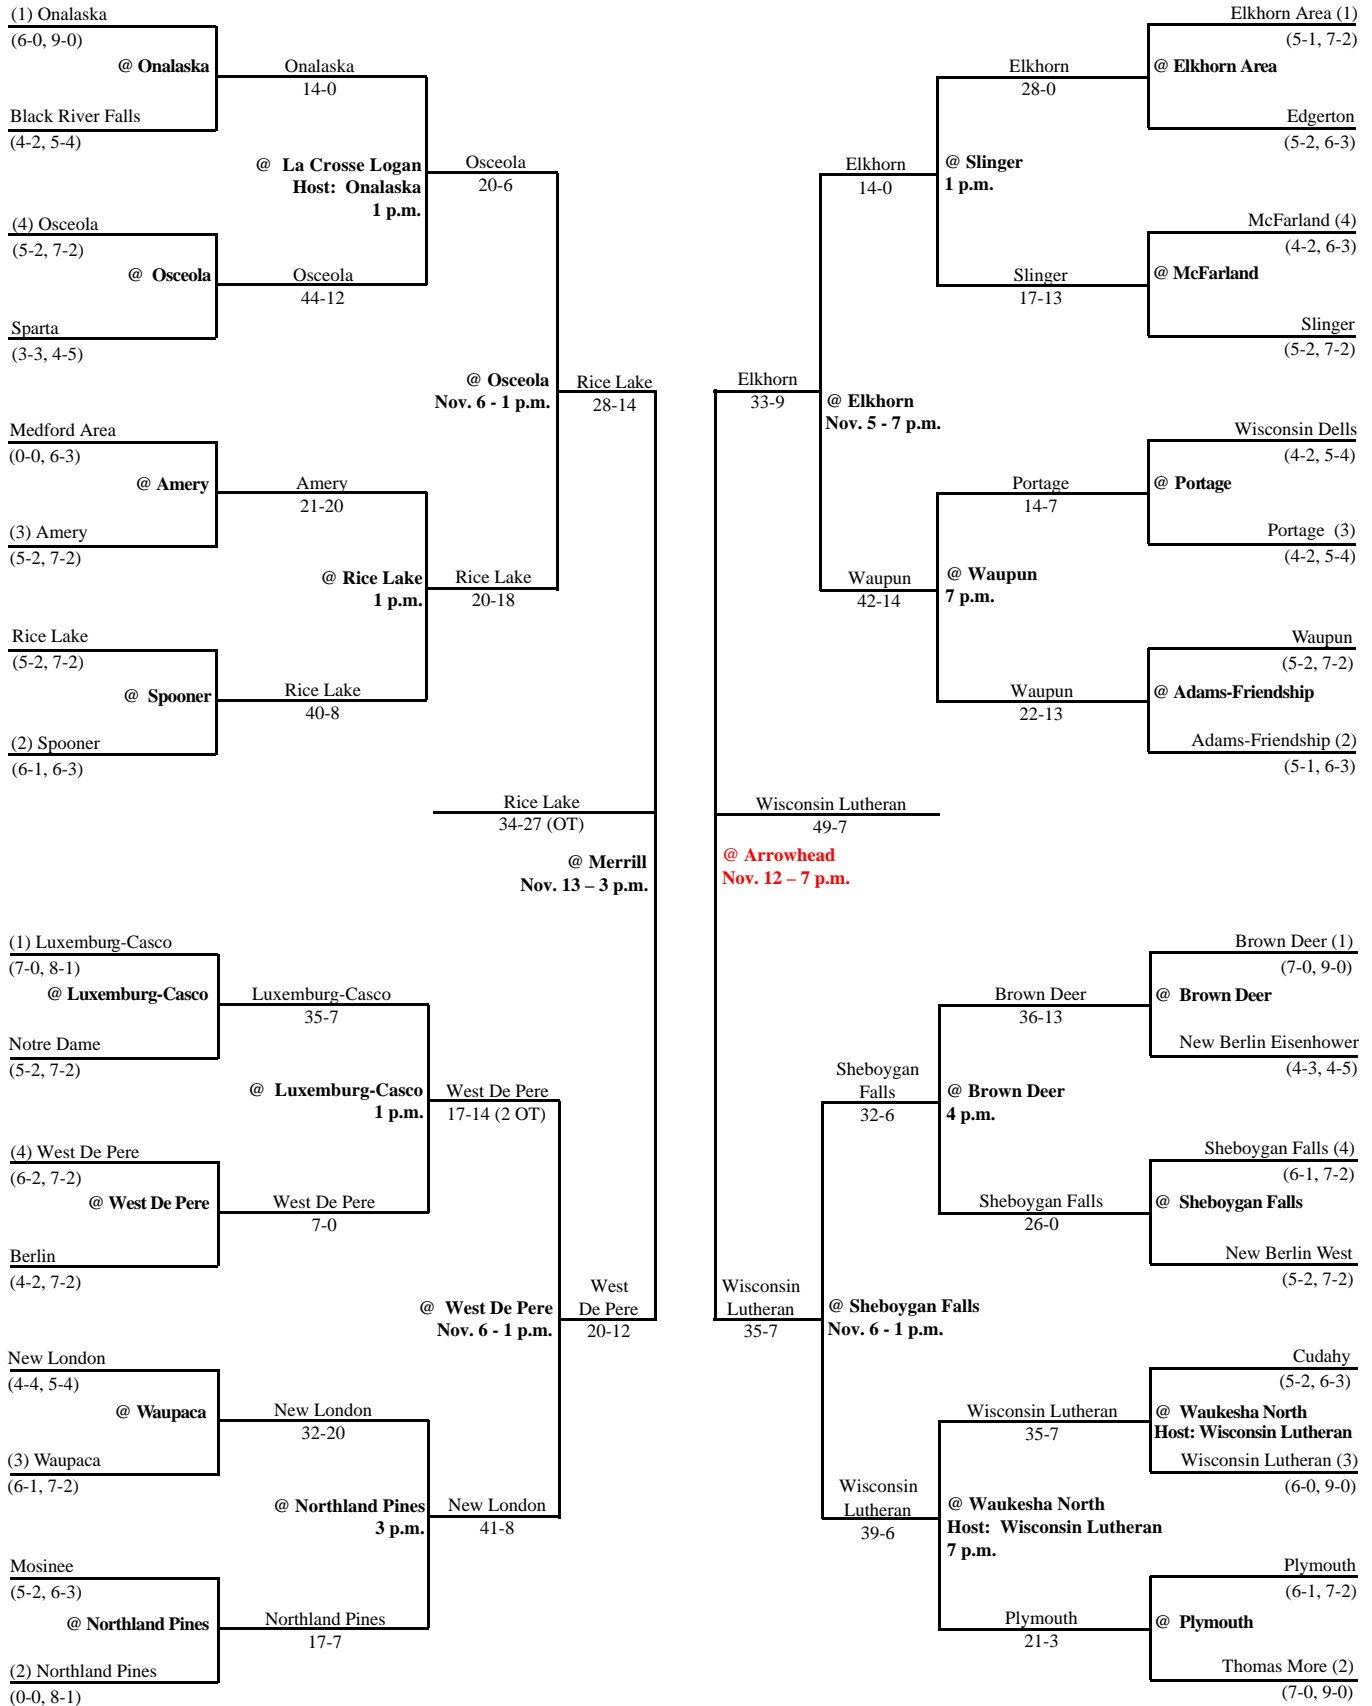 (1) Onalaska
(6-0, 9-0)
@ Onalaska
Black River Falls
(4-2, 5-4)
Onalaska
14-0
@ La Crosse Logan
Host: Onalaska
1 p.m.
(4) Osceola
(5-2, 7-2)
@ Osceola
Sparta
(3-3, 4-5)
Osceola
44-12
Osceola
20-6
@ Osceola
Nov. 6 - 1 p.m.
Medford Area
(0-0, 6-3)
@ Amery
(3) Amery
(5-2, 7-2)
Amery
21-20
@ Rice Lake
1 p.m.
Rice Lake
(5-2, 7-2)
@ Spooner
(2) Spooner
(6-1, 6-3)
Rice Lake
40-8
Rice Lake
20-18
Rice Lake
28-14
Rice Lake
34-27 (OT)
@ Merrill
Nov. 13 – 3 p.m.
(1) Luxemburg-Casco
(7-0, 8-1)
@ Luxemburg-Casco
Notre Dame
(5-2, 7-2)
Luxemburg-Casco
35-7
@ Luxemburg-Casco
1 p.m.
(4) West De Pere
(6-2, 7-2)
@ West De Pere
Berlin
(4-2, 7-2)
West De Pere
7-0
West De Pere
17-14 (2 OT)
@ West De Pere
Nov. 6 - 1 p.m.
West
De Pere
20-12
New London
(4-4, 5-4)
@ Waupaca
(3) Waupaca
(6-1, 7-2)
New London
32-20
@ Northland Pines
3 p.m.
New London
41-8
Mosinee
(5-2, 6-3)
@ Northland Pines
(2) Northland Pines
(0-0, 8-1)
Northland Pines
17-7
Elkhorn Area (1)
(5-1, 7-2)
@ Elkhorn Area
Edgerton
(5-2, 6-3)
Elkhorn
28-0
@ Slinger
1 p.m.
McFarland (4)
(4-2, 6-3)
@ McFarland
Slinger
(5-2, 7-2)
Slinger
17-13
Elkhorn
14-0
@ Elkhorn
Nov. 5 - 7 p.m.
Elkhorn
33-9
Wisconsin Dells
(4-2, 5-4)
@ Portage
Portage (3)
(4-2, 5-4)
Portage
14-7
@ Waupun
7 p.m.
Waupun
42-14
Waupun
(5-2, 7-2)
@ Adams-Friendship
Adams-Friendship (2)
(5-1, 6-3)
Waupun
22-13
Wisconsin Lutheran
49-7
@ Arrowhead
Nov. 12 – 7 p.m.
Brown Deer (1)
(7-0, 9-0)
@ Brown Deer
New Berlin Eisenhower
(4-3, 4-5)
Brown Deer
36-13
@ Brown Deer
4 p.m.
Sheboygan Falls (4)
(6-1, 7-2)
@ Sheboygan Falls
New Berlin West
(5-2, 7-2)
Sheboygan Falls
26-0
Sheboygan
Falls
32-6
@ Sheboygan Falls
Nov. 6 - 1 p.m.
Wisconsin
Lutheran
35-7
Cudahy
(5-2, 6-3)
@ Waukesha North
Host: Wisconsin Lutheran
Wisconsin Lutheran (3)
(6-0, 9-0)
Wisconsin Lutheran
35-7
@ Waukesha North
Host: Wisconsin Lutheran
7 p.m.
Wisconsin
Lutheran
39-6
Plymouth
(6-1, 7-2)
@ Plymouth
Thomas More (2)
(7-0, 9-0)
Plymouth
21-3